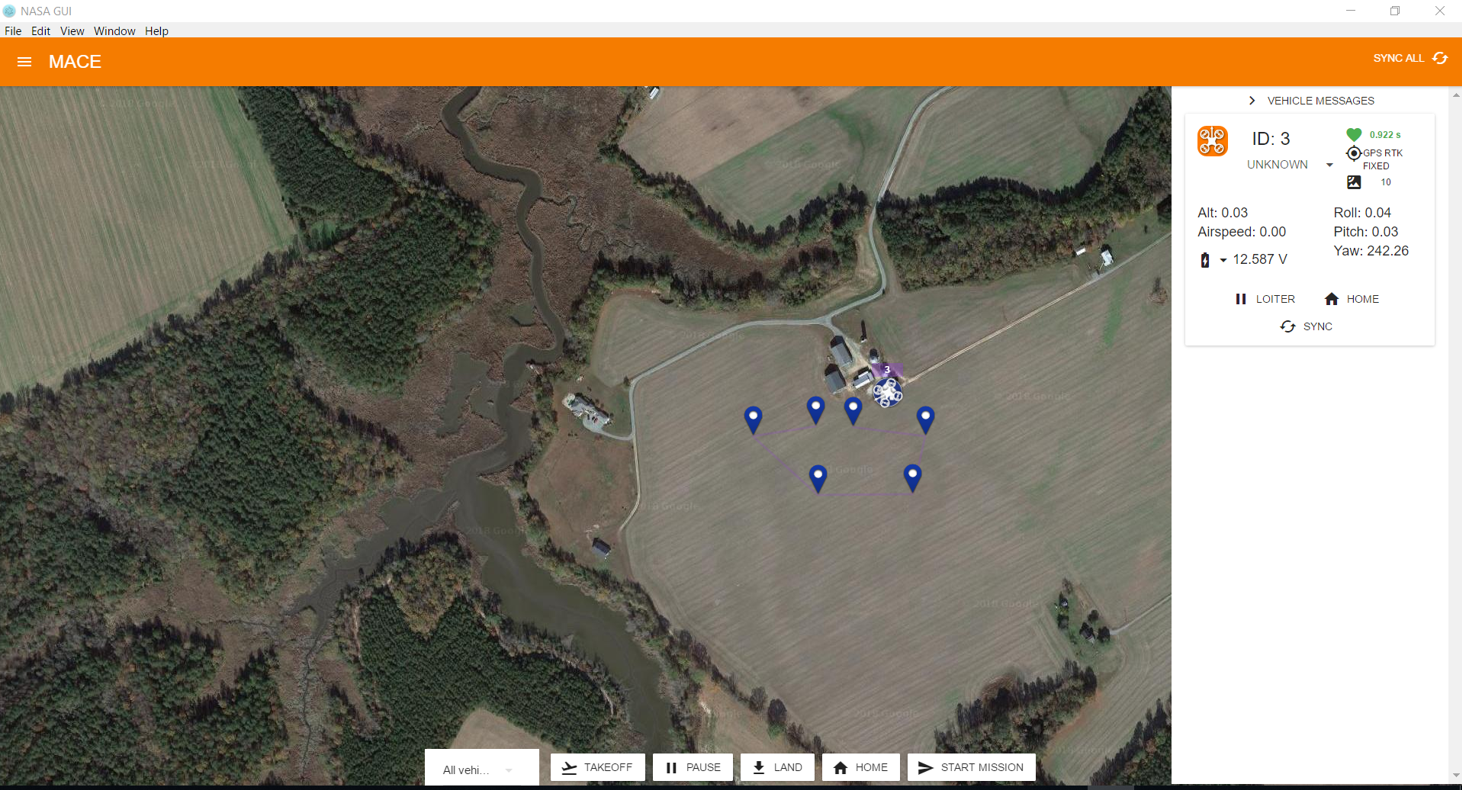 NASA GUI
File Edit View Window Help
MACE
SYNC ALL
© 2018 Google
VEHICLE MESSAGES
ID: 3
0.922 s
UNKNOWN
GPS RTK
FIXED
10
Alt: 0.03
Roll: 0.04
Airspeed: 0.00
Pitch: 0.03
Yaw: 242.26
12.587 V
LOITER
HOME
SYNC
3
All vehi...
TAKEOFF
PAUSE
LAND
HOME
START MISSION